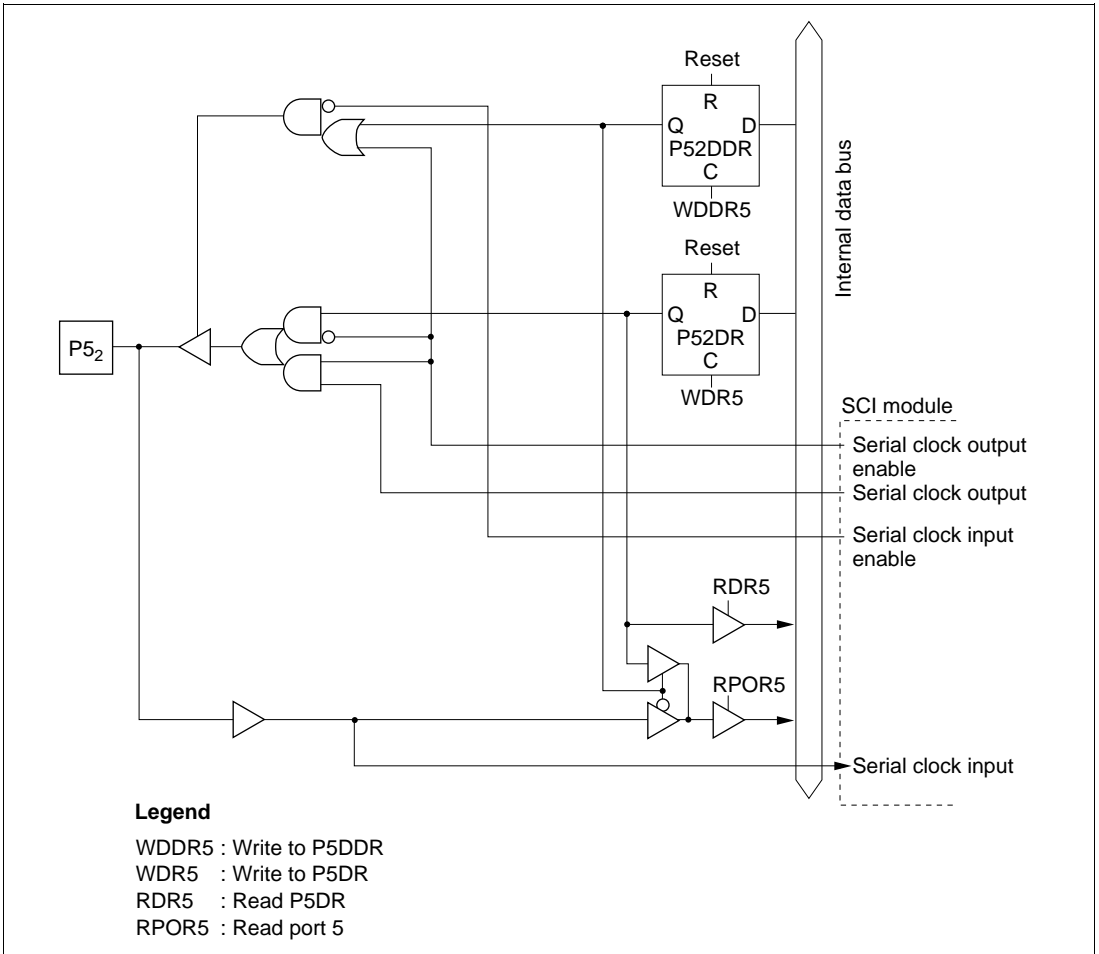 Reset
R
Q D
P52DDR
C
WDDR5
Reset
R
Q D
P52DR
C
WDR5
Internal data bus
P5₂
SCI module
Serial clock output
enable
Serial clock output
Serial clock input
enable
RDR5
RPOR5
Serial clock input
Legend
WDDR5 : Write to P5DDR
WDR5 : Write to P5DR
RDR5 : Read P5DR
RPOR5 : Read port 5